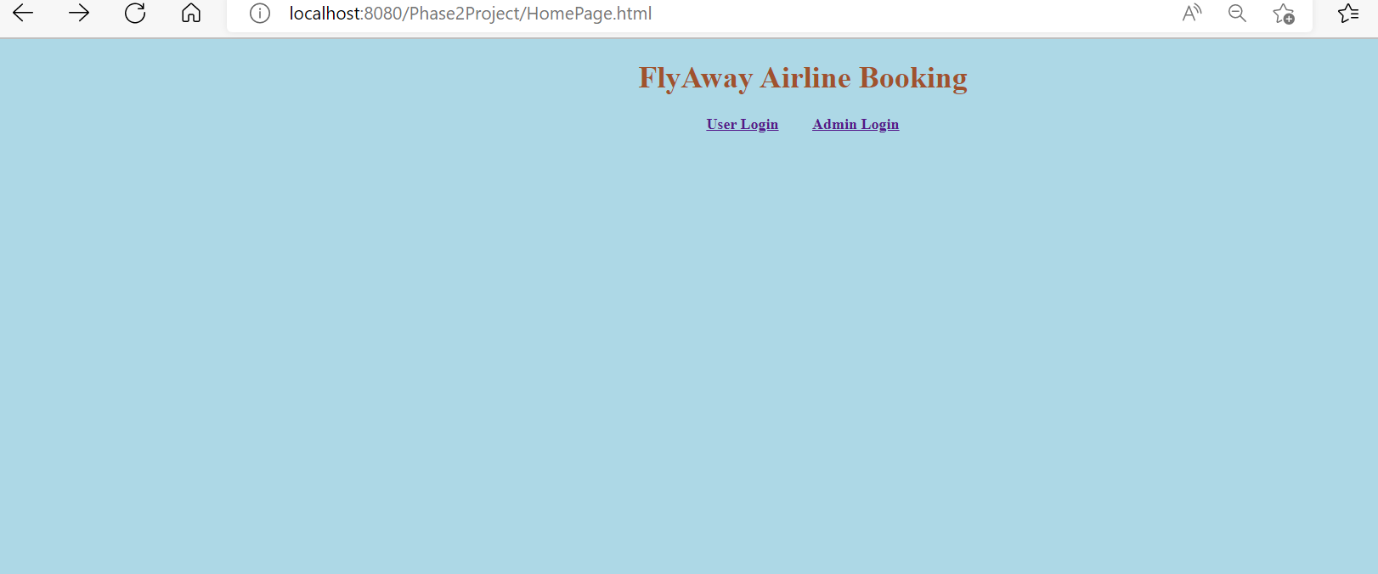 localhost:8080/Phase2Project/HomePage.html
FlyAway Airline Booking
User Login Admin Login